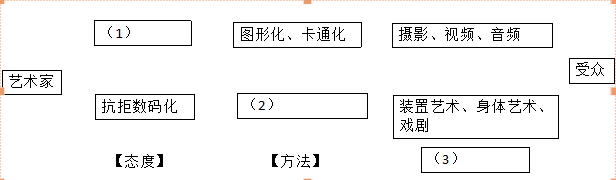 （1）
图形化、卡通化
摄影、视频、音频
艺术家
受众
抗拒数码化
（2）
装置艺术、身体艺术、
戏剧
【态度】
【方法】
（3）